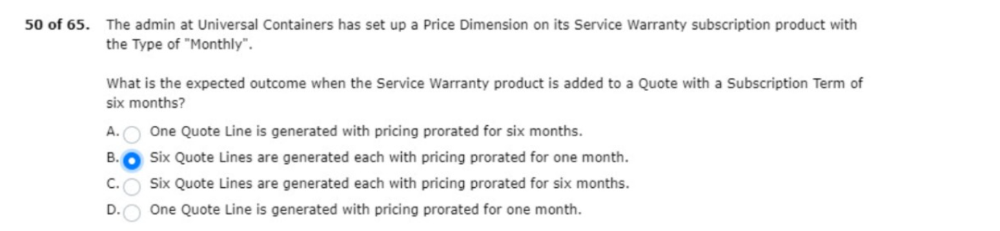 50 of 65. The admin at Universal Containers has set up a Price Dimension on its Service Warranty subscription product with
the Type of "Monthly".
What is the expected outcome when the Service Warranty product is added to a Quote with a Subscription Term of
six months?
A. One Quote Line is generated with pricing prorated for six months.
B. Six Quote Lines are generated each with pricing prorated for one month.
C. Six Quote Lines are generated each with pricing prorated for six months.
D. One Quote Line is generated with pricing prorated for one month.